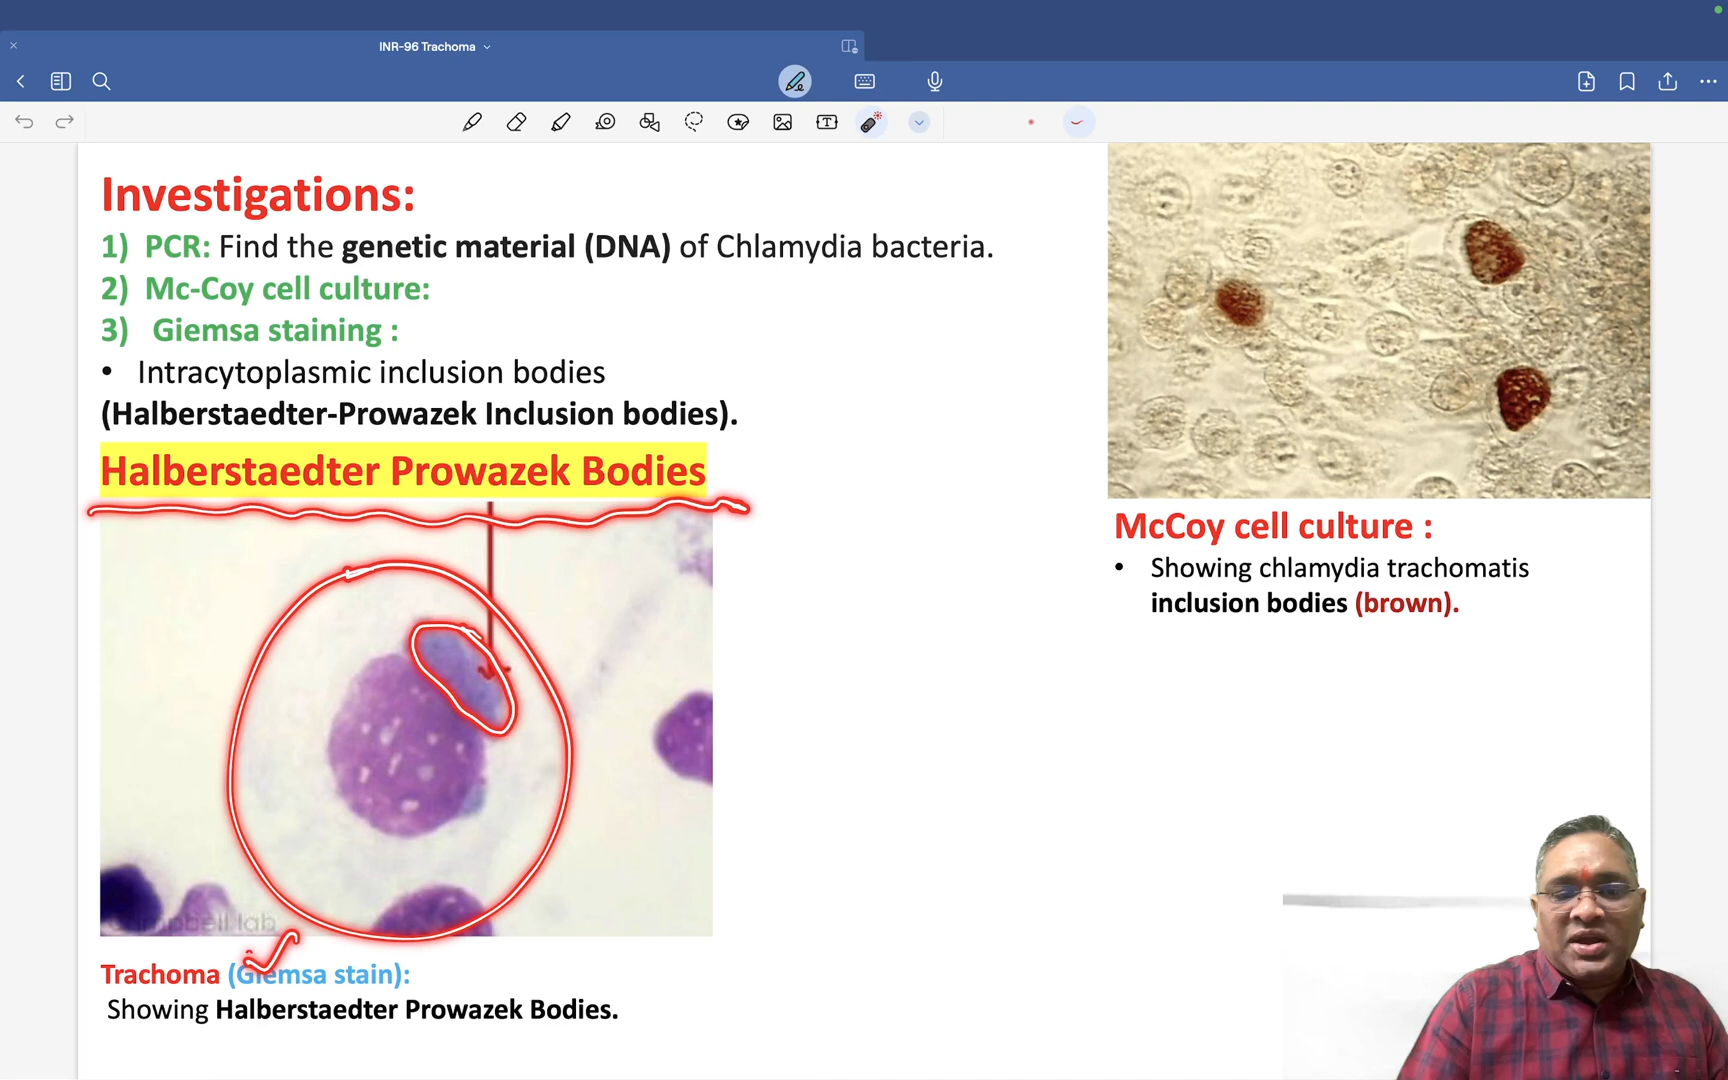 INR-96 Trachoma
Investigations:
1) PCR: Find the genetic material (DNA) of Chlamydia bacteria.
2) Mc-Coy cell culture:
3) Giemsa staining :
• Intracytoplasmic inclusion bodies
(Halberstaedter-Prowazek Inclusion bodies).
Halberstaedter Prowazek Bodies
Campbell lab
Trachoma (Giemsa stain):
Showing Halberstaedter Prowazek Bodies.
McCoy cell culture :
• Showing chlamydia trachomatis
inclusion bodies (brown).